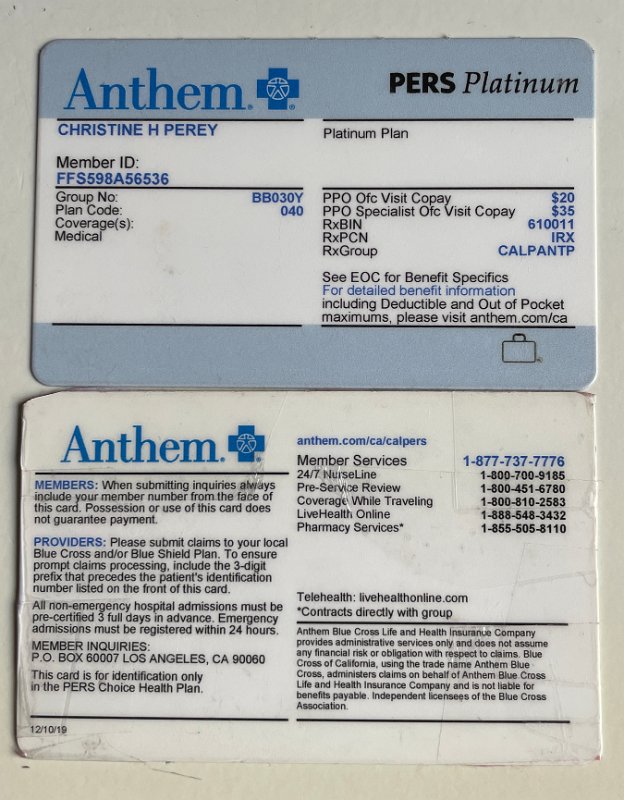 Anthem.
PERS Platinum
CHRISTINE H PEREY
Platinum Plan
Member ID:
FFS598A56536
Group No: BB030Y
Plan Code: 040
Coverage(s):
Medical
PPO Ofc Visit Copay $20
PPO Specialist Ofc Visit Copay $35
RxBIN 610011
RxPCN IRX
RxGroup CALPANTP
See EOC for Benefit Specifics
For detailed benefit information
including Deductible and Out of Pocket
maximums, please visit anthem.com/ca
Anthem.
MEMBERS: When submitting inquiries always
include your member number from the face of
this card. Possession or use of this card does
not guarantee payment.
PROVIDERS: Please submit claims to your local
Blue Cross and/or Blue Shield Plan. To ensure
prompt claims processing, include the 3-digit
prefix that precedes the patient's identification
number listed on the front of this card.
All non-emergency hospital admissions must be
pre-certified 3 full days in advance. Emergency
admissions must be registered within 24 hours.
MEMBER INQUIRIES:
P.O. BOX 60007 LOS ANGELES, CA 90060
This card is for identification only
in the PERS Choice Health Plan.
12/10/19
anthem.com/ca/calpers
Member Services 1-877-737-7776
24/7 NurseLine 1-800-700-9185
Pre-Service Review 1-800-451-6780
Coverage While Traveling 1-800-810-2583
LiveHealth Online 1-888-548-3432
Pharmacy Services* 1-855-505-8110
Telehealth: livehealthonline.com
*Contracts directly with group
Anthem Blue Cross Life and Health Insurance Company
provides administrative services only and does not assume
any financial risk or obligation with respect to claims. Blue
Cross of California, using the trade name Anthem Blue
Cross, administers claims on behalf of Anthem Blue Cross
Life and Health Insurance Company and is not liable for
benefits payable. Independent licensees of the Blue Cross
Association.